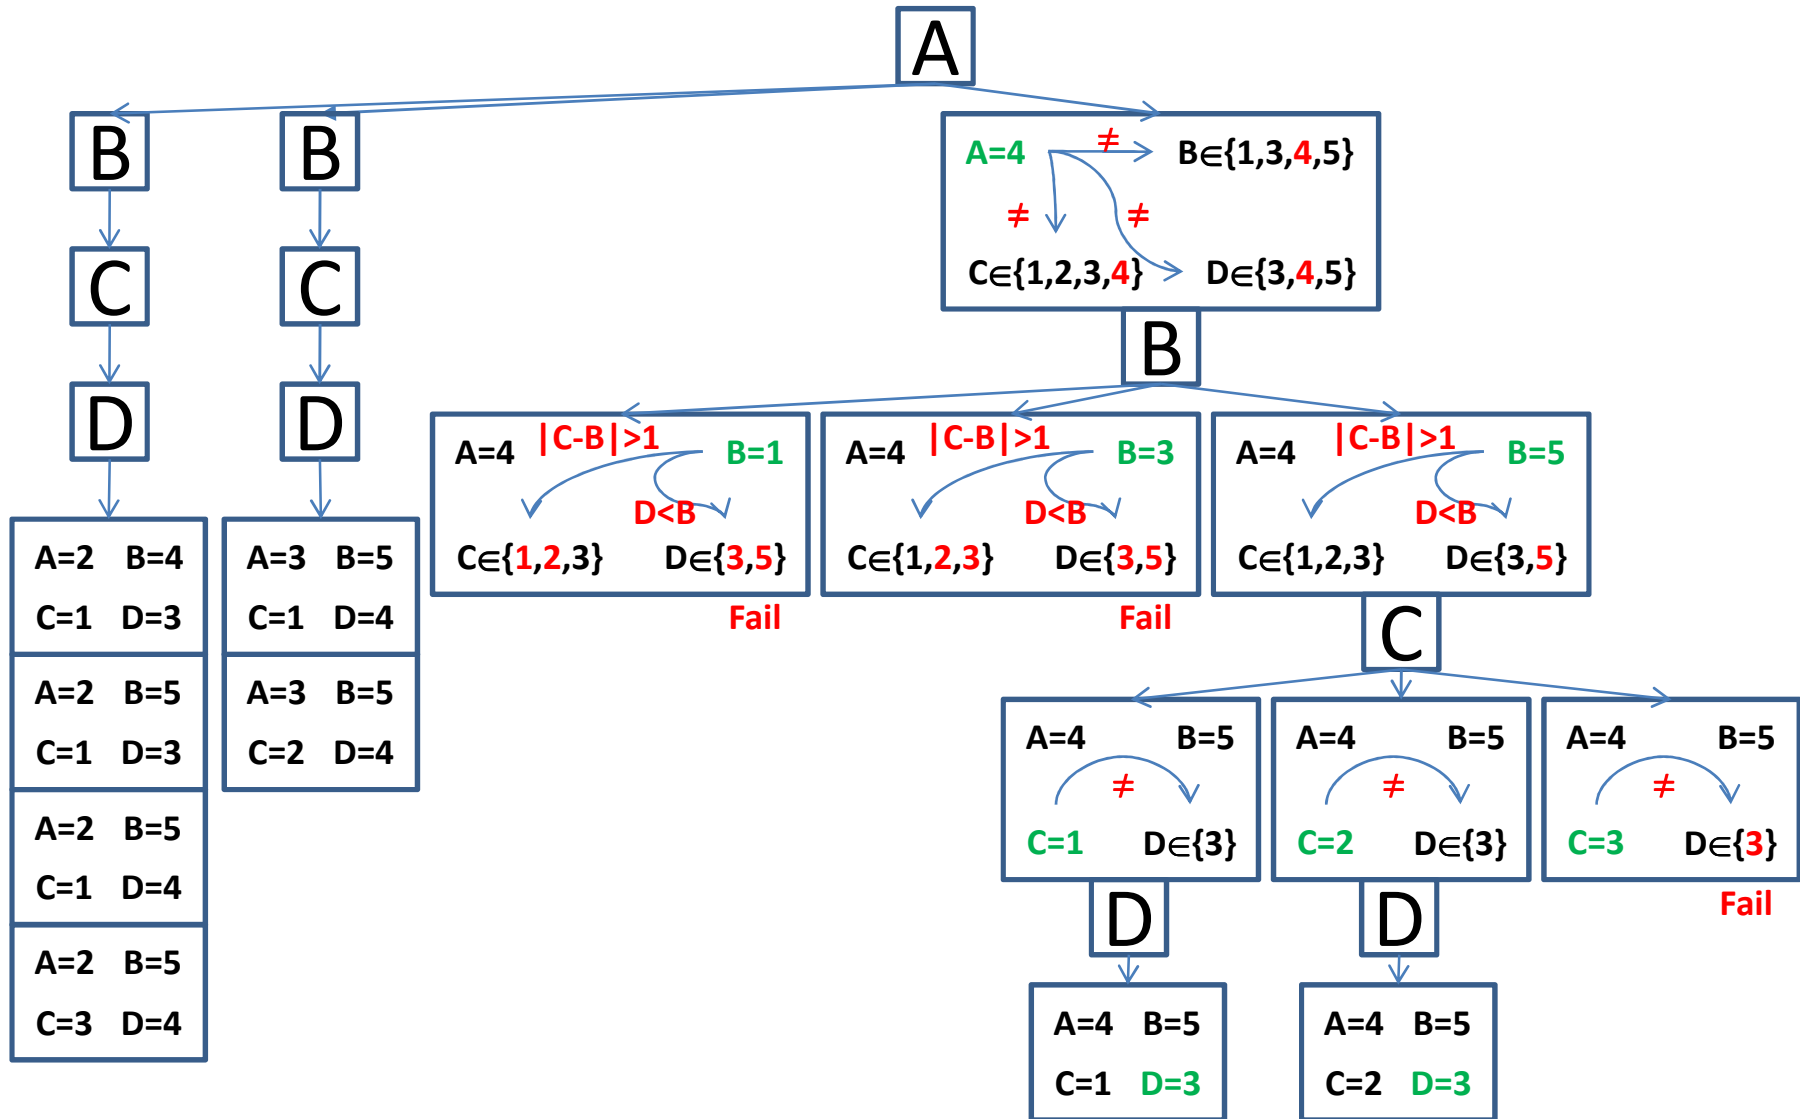 A
B
B
A=4 ≠ B∈{1,3,4,5}
≠ ≠
C∈{1,2,3,4} D∈{3,4,5}
C
C
B
D
D
A=4 |C-B|>1 B=1
D<B
C∈{1,2,3} D∈{3,5}
Fail
A=4 |C-B|>1 B=3
D<B
C∈{1,2,3} D∈{3,5}
Fail
A=4 |C-B|>1 B=5
D<B
C∈{1,2,3} D∈{3,5}
C
A=2 B=4
C=1 D=3
A=2 B=5
C=1 D=3
A=2 B=5
C=1 D=4
A=2 B=5
C=3 D=4
A=3 B=5
C=1 D=4
A=3 B=5
C=2 D=4
A=4 B=5
≠
C=1 D∈{3}
D
A=4 B=5
≠
C=2 D∈{3}
D
A=4 B=5
≠
C=3 D∈{3}
Fail
A=4 B=5
C=1 D=3
A=4 B=5
C=2 D=3